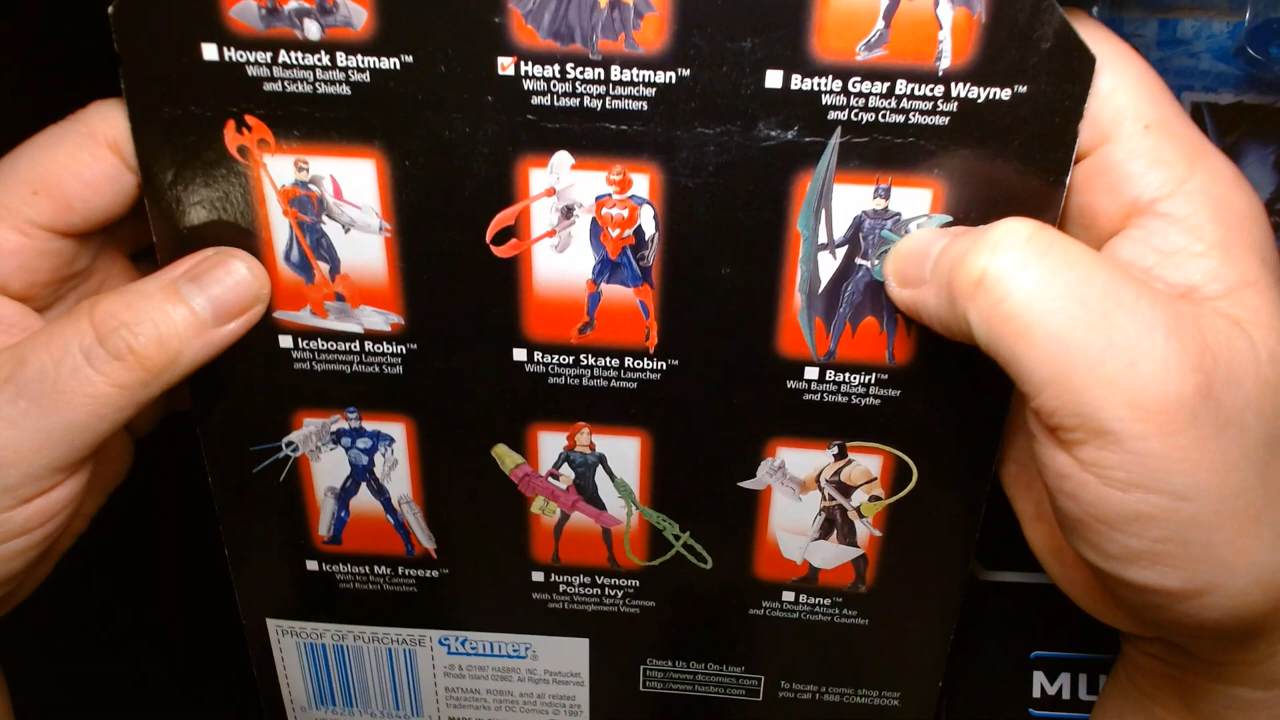 Hover Attack Batman™
With Blasting Battle Sled
and Sickle Shields
Heat Scan Batman™
With Opti Scope Launcher
and Laser Ray Emitters
Battle Gear Bruce Wayne™
With Ice Block Armor Suit
and Cryo Claw Shooter
Iceboard Robin™
With Laserwarp Launcher
and Spinning Attack Staff
Razor Skate Robin™
With Chopping Blade Launcher
and Ice Battle Armor
Batgirl™
With Battle Blade Blaster
and Strike Scythe
Iceblast Mr. Freeze™
With Ice Ray Cannon
and Rocket Thrusters
Jungle Venom
Poison Ivy™
With Toxic Venom Spray Cannon
and Entanglement Vines
Bane™
With Double-Attack Axe
and Colossal Crusher Gauntlet
PROOF OF PURCHASE
Kenner®
©1997 HASBRO, INC., Pawtucket,
Rhode Island 02862. All Rights Reserved.
BATMAN, ROBIN, and all related
characters, names and indicia are
trademarks of DC Comics © 1997
Check Us Out On-Line!
http://www.dccomics.com
http://www.hasbro.com
To locate a comic shop near
you call 1-888-COMICBOOK.
MU